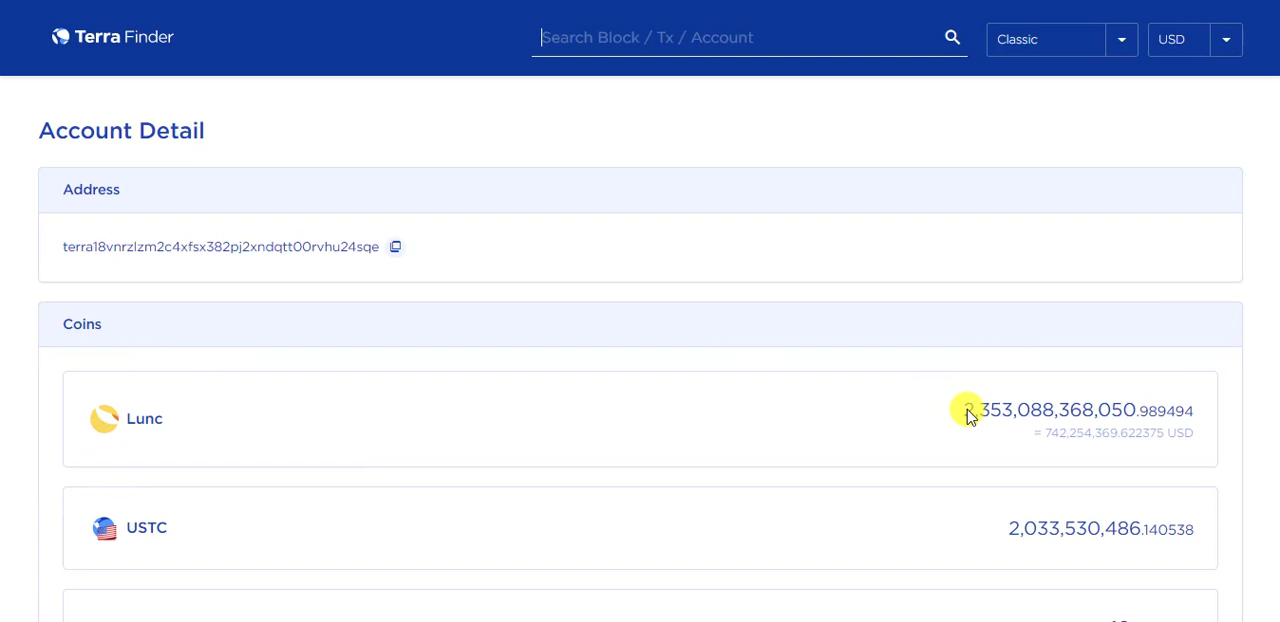 Terra Finder
Search Block / Tx / Account
Classic
USD
Account Detail
Address
terra18vnrzlzm2c4xfsx382pj2xndqtt00rvhu24sqe
Coins
Lunc
2,353,088,368,050.989494
= 742,254,369.622375 USD
USTC
2,033,530,486.140538